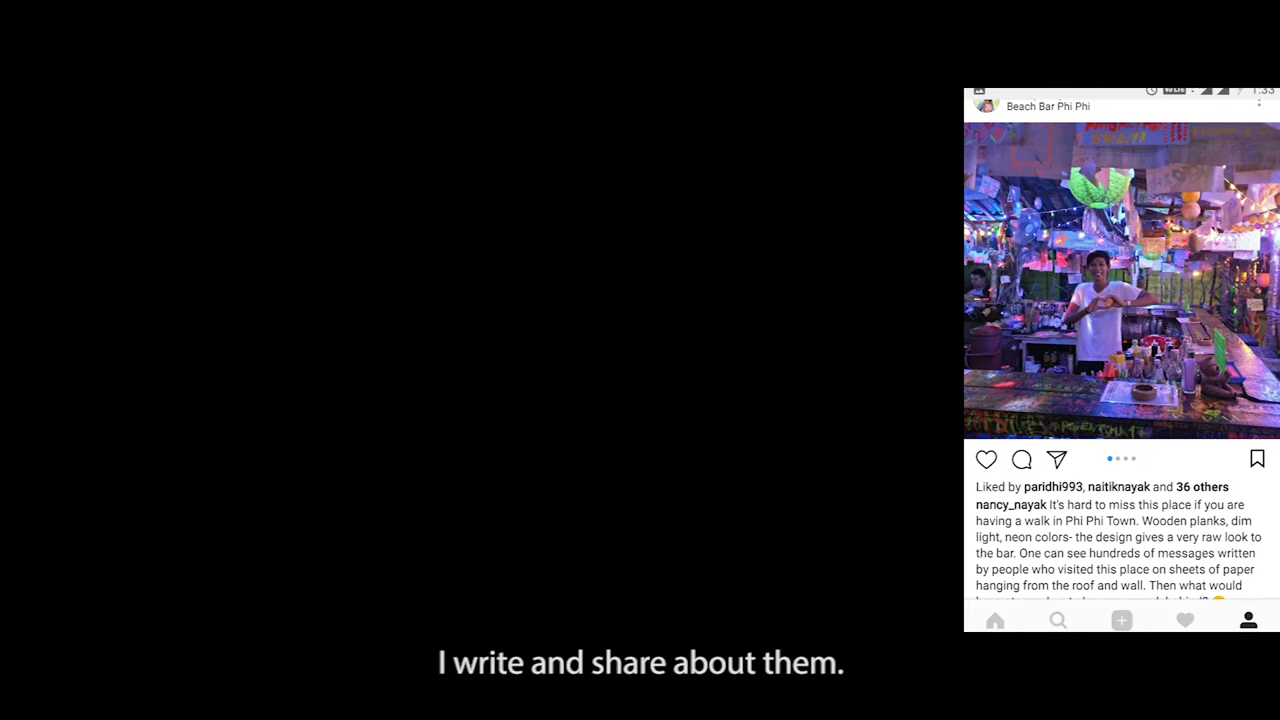 1:33
Beach Bar Phi Phi
Liked by paridhi993, naitiknayak and 36 others
nancy_nayak It's hard to miss this place if you are
having a walk in Phi Phi Town. Wooden planks, dim
light, neon colors- the design gives a very raw look to
the bar. One can see hundreds of messages written
by people who visited this place on sheets of paper
hanging from the roof and wall. Then what would
I write and share about them.